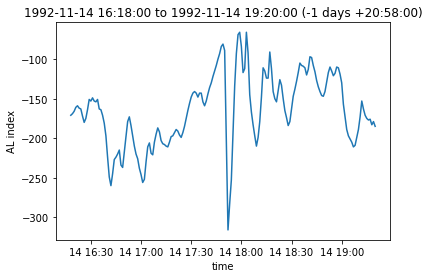 1992-11-14 16:18:00 to 1992-11-14 19:20:00 (-1 days +20:58:00)
−100
−150
−200
−250
−300
AL index
14 16:30 14 17:00 14 17:30 14 18:00 14 18:30 14 19:00
time